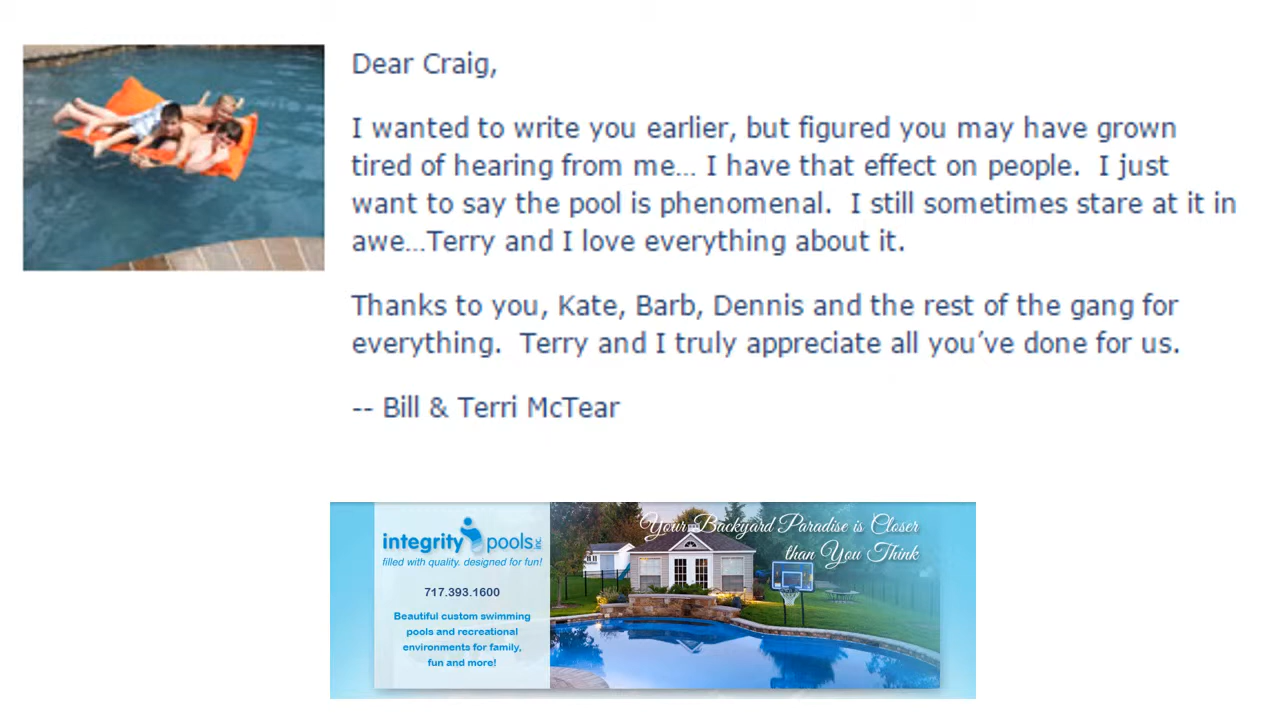 Dear Craig,
I wanted to write you earlier, but figured you may have grown
tired of hearing from me... I have that effect on people.  I just
want to say the pool is phenomenal.  I still sometimes stare at it in
awe...Terry and I love everything about it.
Thanks to you, Kate, Barb, Dennis and the rest of the gang for
everything.  Terry and I truly appreciate all you’ve done for us.
-- Bill & Terri McTear
integrity pools inc.
filled with quality. designed for fun!
717.393.1600
Beautiful custom swimming
pools and recreational
environments for family,
fun and more!
Your Backyard Paradise is Closer
than You Think